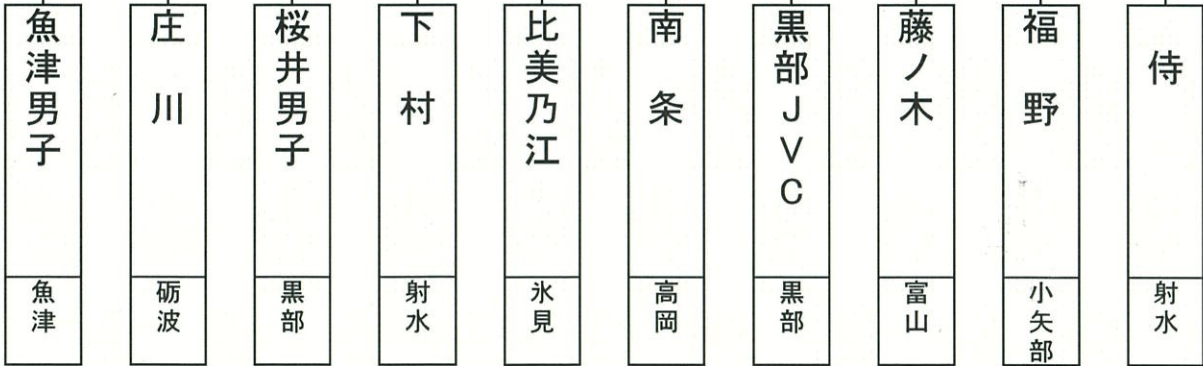 魚津男子
魚津
庄川
砺波
桜井男子
黒部
下村
射水
比美乃江
氷見
南条
高岡
黒部JVC
黒部
藤ノ木
富山
福野
小矢部
侍
射水